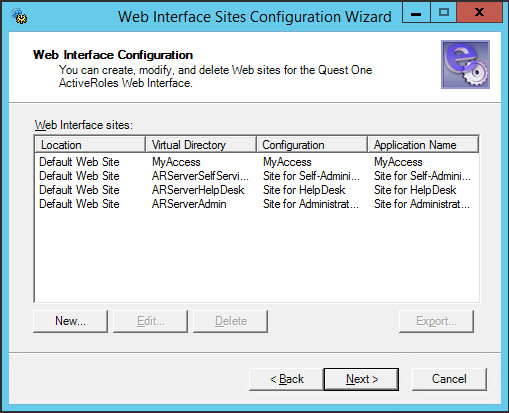 Web Interface Sites Configuration Wizard
Web Interface Configuration
You can create, modify, and delete Web sites for the Quest One
ActiveRoles Web Interface.
Web Interface sites:
Location Virtual Directory Configuration Application Name
Default Web Site MyAccess MyAccess MyAccess
Default Web Site ARServerSelfServi... Site for Self-Admini... Site for Self-Admini...
Default Web Site ARServerHelpDesk Site for HelpDesk Site for HelpDesk
Default Web Site ARServerAdmin Site for Administrat... Site for Administrat...
New... Edit... Delete Export...
< Back Next > Cancel